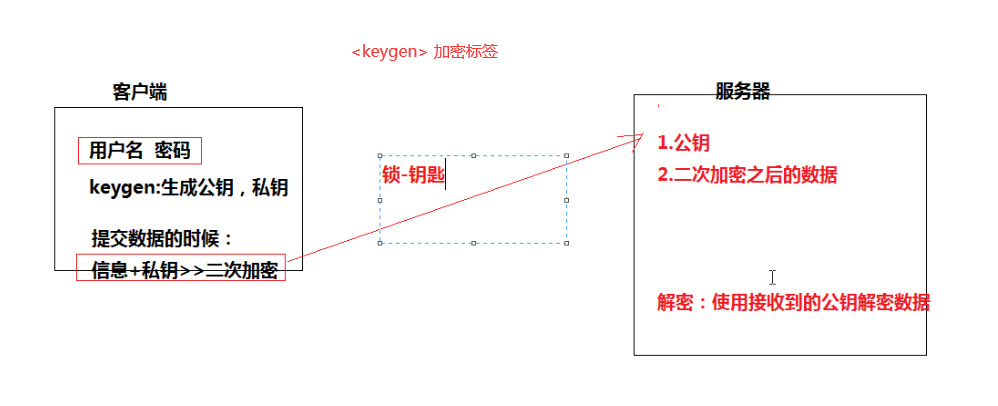 <keygen> 加密标签
客户端
用户名 密码
keygen:生成公钥，私钥
提交数据的时候：
信息+私钥>>二次加密
锁-钥匙
服务器
1.公钥
2.二次加密之后的数据
解密：使用接收到的公钥解密数据